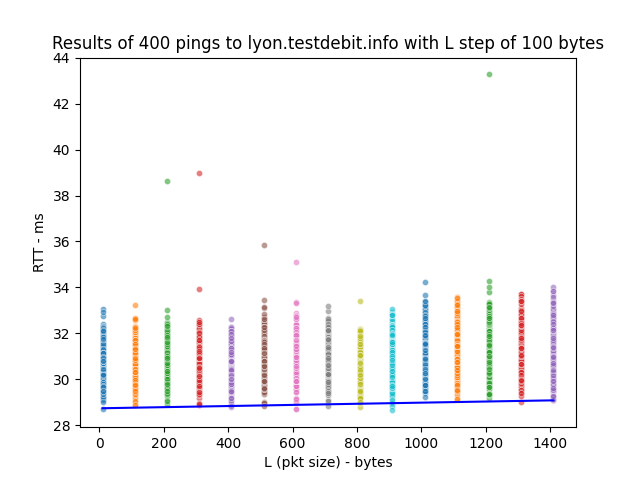 Results of 400 pings to lyon.testdebit.info with L step of 100 bytes
44
42
40
38
36
34
32
30
28
RTT - ms
0 200 400 600 800 1000 1200 1400
L (pkt size) - bytes